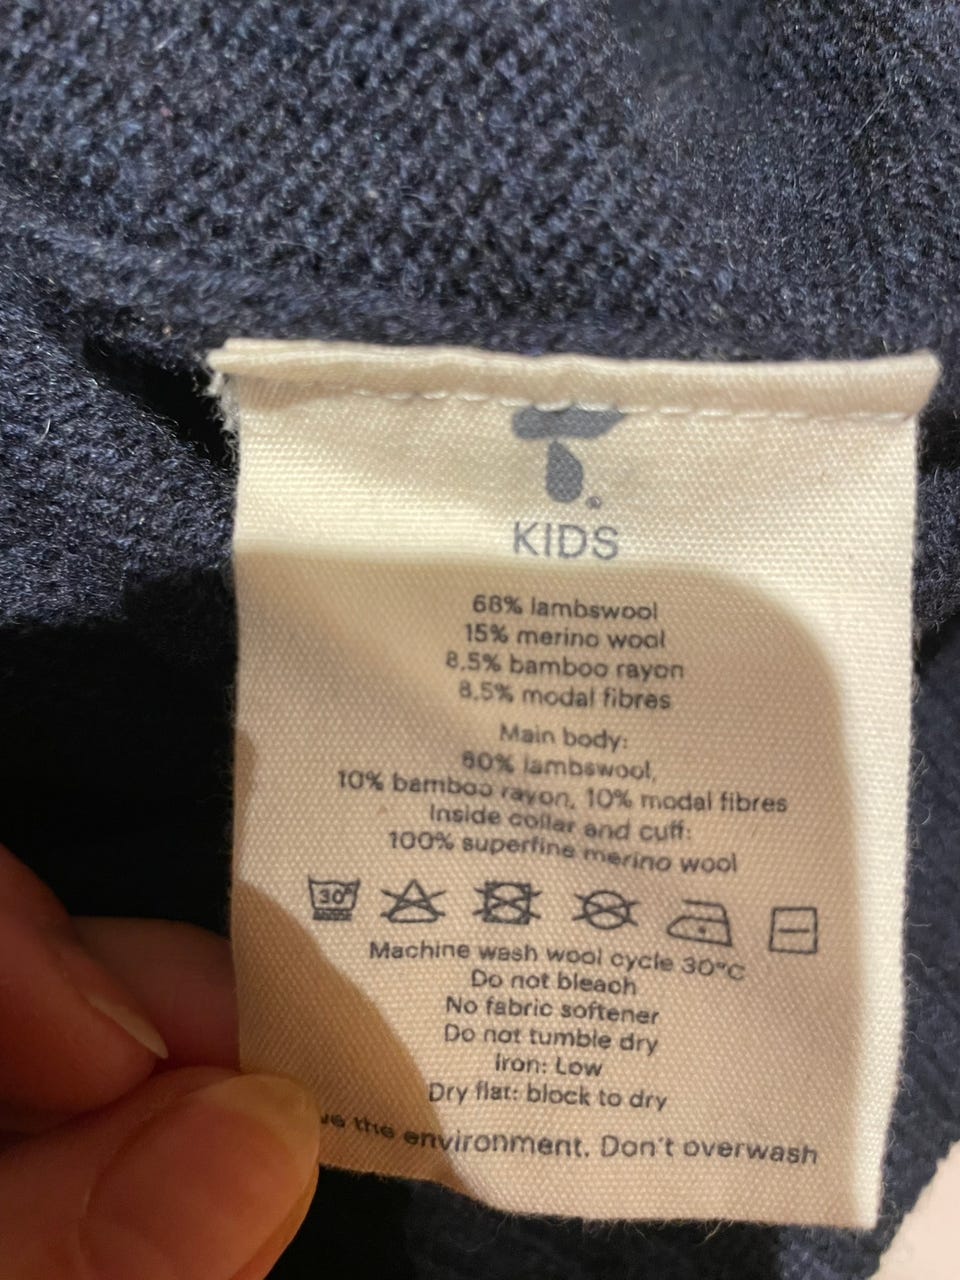 KIDS
68% lambswool
15% merino wool
8.5% bamboo rayon
8.5% modal fibres
Main body:
80% lambswool,
10% bamboo rayon, 10% modal fibres
Inside collar and cuff:
100% superfine merino wool
30°
Machine wash wool cycle 30°C
Do not bleach
No fabric softener
Do not tumble dry
Iron: Low
Dry flat: block to dry
the environment. Don't overwash